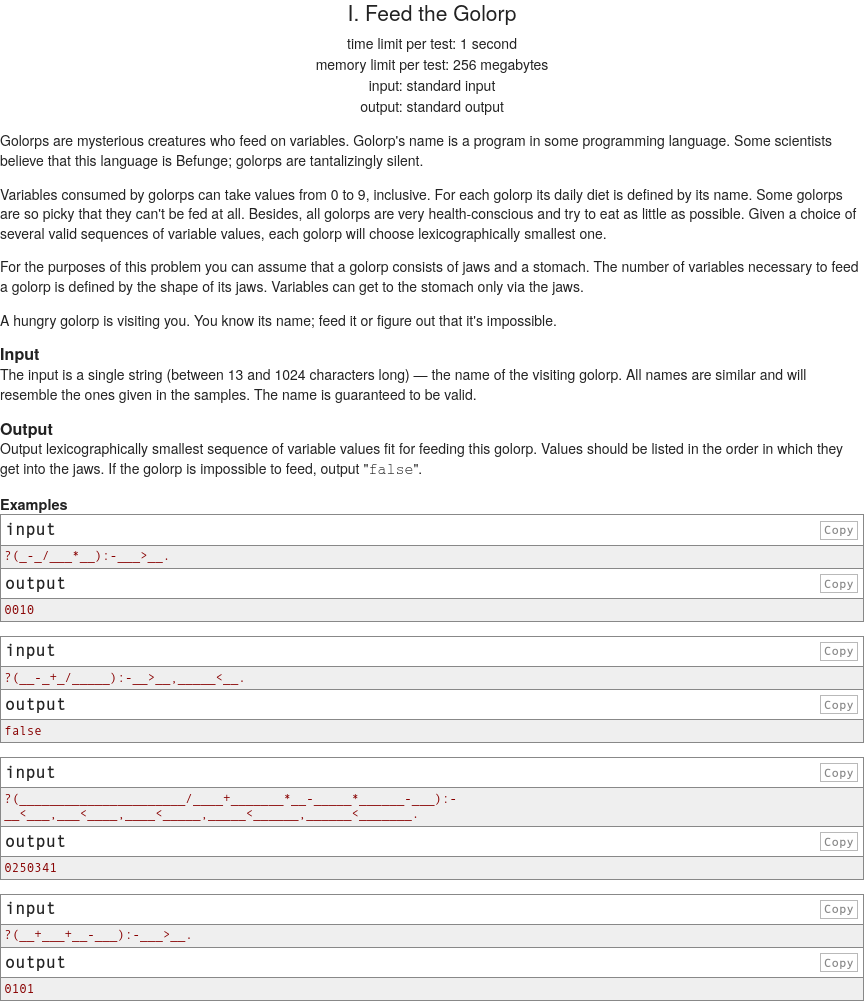 I. Feed the Golorp
time limit per test: 1 second
memory limit per test: 256 megabytes
input: standard input
output: standard output
Golorps are mysterious creatures who feed on variables. Golorp's name is a program in some programming language. Some scientists
believe that this language is Befunge; golorps are tantalizingly silent.
Variables consumed by golorps can take values from 0 to 9, inclusive. For each golorp its daily diet is defined by its name. Some golorps
are so picky that they can't be fed at all. Besides, all golorps are very health-conscious and try to eat as little as possible. Given a choice of
several valid sequences of variable values, each golorp will choose lexicographically smallest one.
For the purposes of this problem you can assume that a golorp consists of jaws and a stomach. The number of variables necessary to feed
a golorp is defined by the shape of its jaws. Variables can get to the stomach only via the jaws.
A hungry golorp is visiting you. You know its name; feed it or figure out that it's impossible.
Input
The input is a single string (between 13 and 1024 characters long) — the name of the visiting golorp. All names are similar and will
resemble the ones given in the samples. The name is guaranteed to be valid.
Output
Output lexicographically smallest sequence of variable values fit for feeding this golorp. Values should be listed in the order in which they
get into the jaws. If the golorp is impossible to feed, output "false".
Examples
input Copy
?(_-_/___*__):-___>__.
output Copy
0010
input Copy
?(__-_+_/_____):-__>__,_____<__.
output Copy
false
input Copy
?(______________________/____+_______*__-_____*______-___):-
__<___,___<____,____<_____,_____<______,______<_______.
output Copy
0250341
input Copy
?(__+___+__-___):-___>__.
output Copy
0101